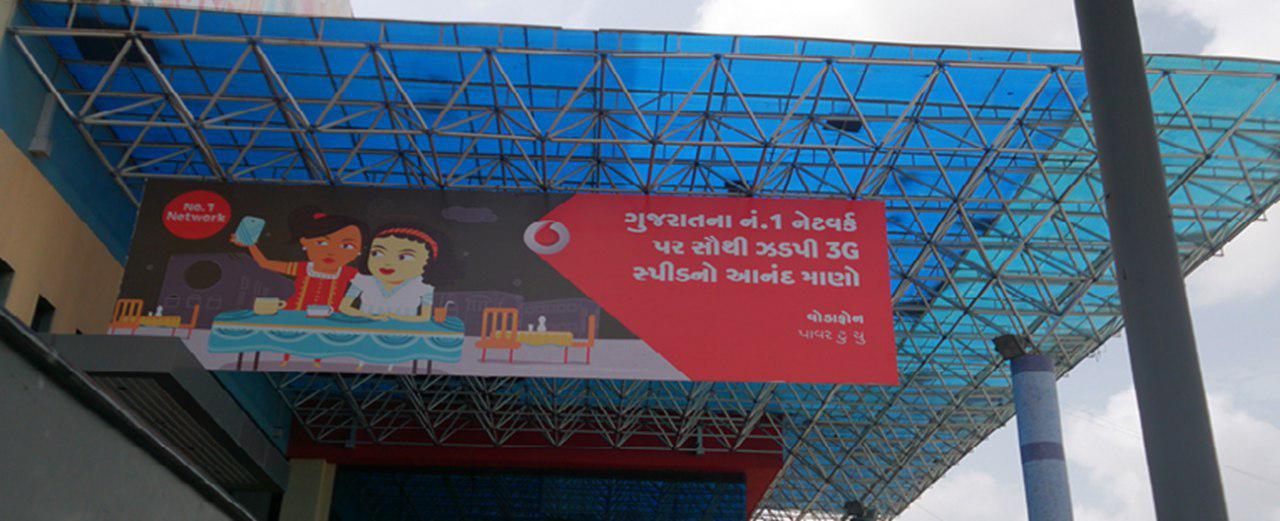 No. 1
Network
ગુજરાતના નં.1 નેટવર્ક
પર સૌથી ઝડપી 3G
સ્પીડનો આનંદ માણો
વોડાફોન
પાવર ટુ યુ